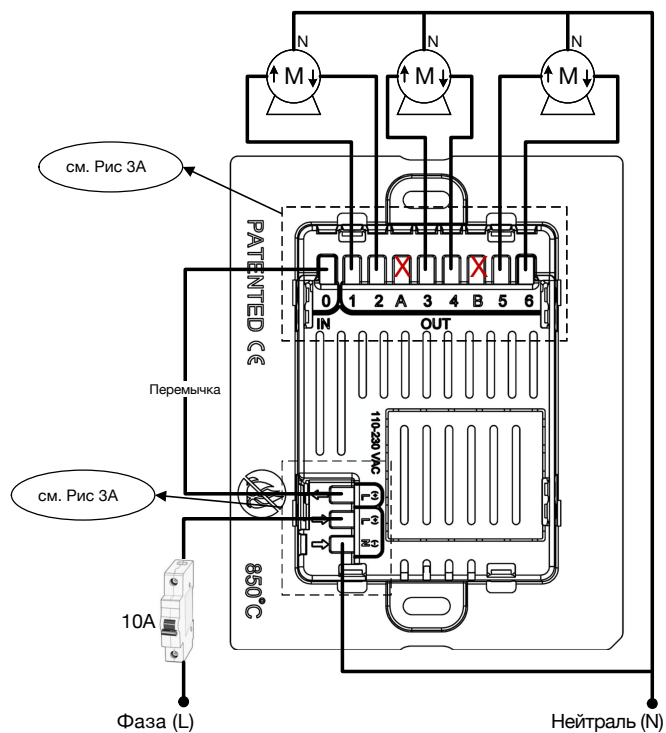 N N N
M M M
см. Рис 3А
PATENTED CE
0 1 2 A 3 4 B 5 6
IN OUT
Перемычка
110-230 VAC
см. Рис 3А
L(~)
L(~)
N(~)
850°C
10A
Фаза (L)
Нейтраль (N)